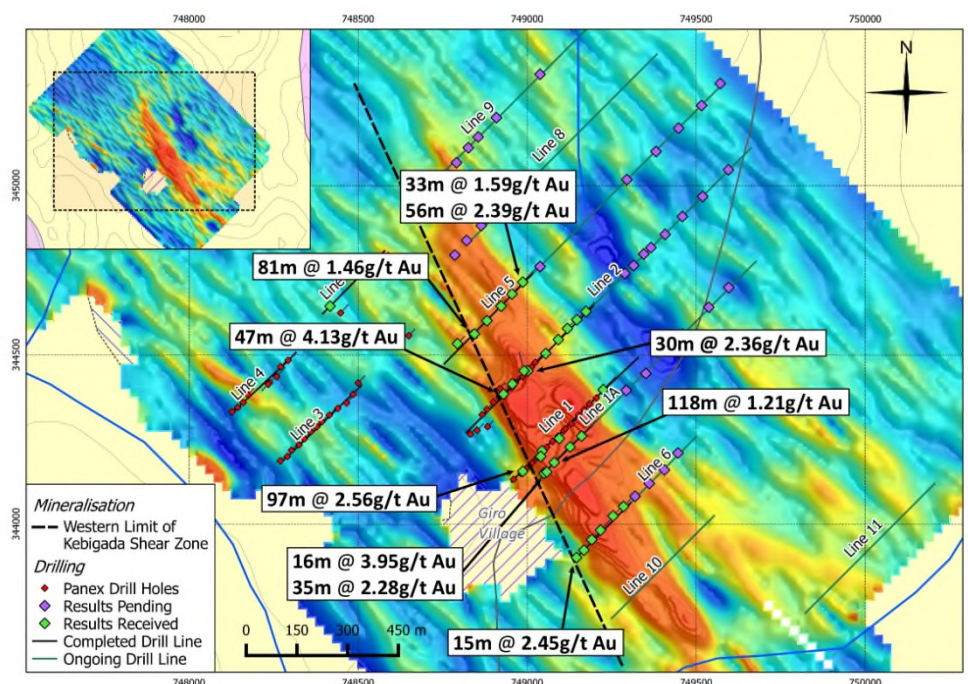 748000 748500 749000 749500 750000
N
Line 9
Line 8
345000
33m @ 1.59g/t Au
56m @ 2.39g/t Au
81m @ 1.46g/t Au
Line
Line 5
Line 2
47m @ 4.13g/t Au
30m @ 2.36g/t Au
344500
Line 4
Line 3
Line 1
Line 1A
118m @ 1.21g/t Au
Line 6
97m @ 2.56g/t Au
Giro
Village
344000
Line 11
Line 10
16m @ 3.95g/t Au
35m @ 2.28g/t Au
15m @ 2.45g/t Au
Mineralisation
Western Limit of
Kebigada Shear Zone
Drilling
Panex Drill Holes
Results Pending
Results Received
Completed Drill Line
Ongoing Drill Line
0 150 300 450 m
748000 748500 749000 749500 750000